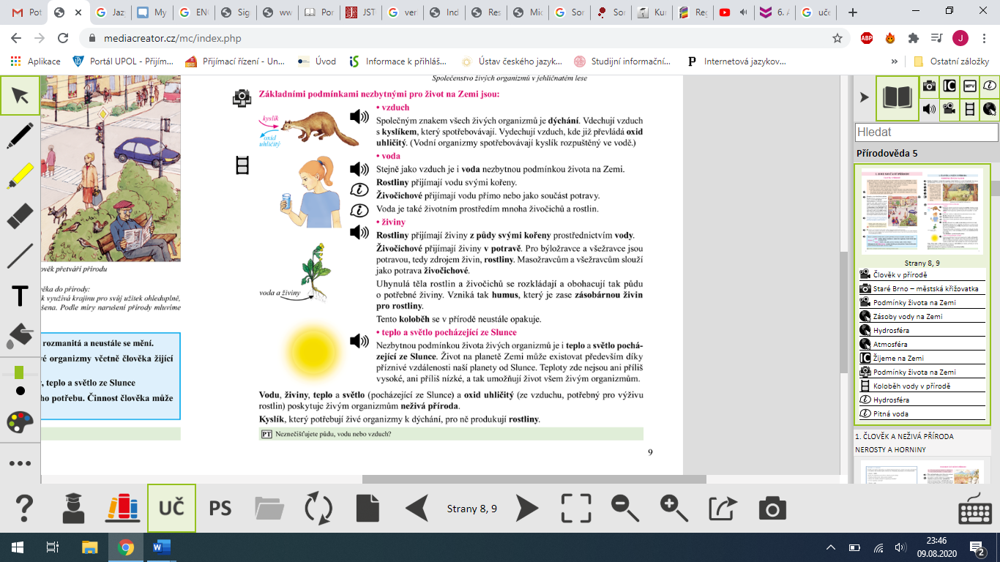 Pot
Jaz
My
ENG
Sig
ww
Por
JST
ver
Ind
Res
Mic
Sor
Soc
Ku
Reg
6. A
uče
mediacreator.cz/mc/index.php
ABP
J
Aplikace
Portál UPOL - Přijím...
Přijímací řízení - Un...
Úvod
Informace k přihláš...
Ústav českého jazyk...
Studijní informační...
Internetová jazykov...
»
Ostatní záložky
Společenstvo živých organizmů v jehličnatém lese
Základními podmínkami nezbytnými pro život na Zemi jsou:
• vzduch
kyslík
oxid
uhličitý
Společným znakem všech živých organizmů je dýchání. Vdechují vzduch
s kyslíkem, který spotřebovávají. Vydechují vzduch, kde již převládá oxid
uhličitý. (Vodní organizmy spotřebovávají kyslík rozpuštěný ve vodě.)
• voda
Stejně jako vzduch je i voda nezbytnou podmínkou života na Zemi.
Rostliny přijímají vodu svými kořeny.
Živočichové přijímají vodu přímo nebo jako součást potravy.
Voda je také životním prostředím mnoha živočichů a rostlin.
• živiny
Rostliny přijímají živiny z půdy svými kořeny prostřednictvím vody.
Živočichové přijímají živiny v potravě. Pro býložravce a všežravce jsou
potravou, tedy zdrojem živin, rostliny. Masožravcům a všežravcům slouží
jako potrava živočichové.
voda a živiny
Uhynulá těla rostlin a živočichů se rozkládají a obohacují tak půdu
o potřebné živiny. Vzniká tak humus, který je zase zásobárnou živin
pro rostliny.
Tento koloběh se v přírodě neustále opakuje.
• teplo a světlo pocházející ze Slunce
Nezbytnou podmínkou života živých organizmů je i teplo a světlo pochá-
zející ze Slunce. Život na planetě Zemi může existovat především díky
příznivé vzdálenosti naší planety od Slunce. Teploty zde nejsou ani příliš
vysoké, ani příliš nízké, a tak umožňují život všem živým organizmům.
Vodu, živiny, teplo a světlo (pocházející ze Slunce) a oxid uhličitý (ze vzduchu, potřebný pro výživu
rostlin) poskytuje živým organizmům neživá příroda.
Kyslík, který potřebují živé organizmy k dýchání, pro ně produkují rostliny.
PT Neznečišťujete půdu, vodu nebo vzduch?
9
ověk přetváří přírodu
věka do přírody:
k využívá krajinu pro svůj užitek ohleduplně,
šena. Podle míry narušení přírody mluvíme
rozmanitá a neustále se mění.
é organizmy včetně člověka žijící
, teplo a světlo ze Slunce
ho potřebu. Činnost člověka může
T
MPV
Hledat
Přírodověda 5
Strany 8, 9
Člověk v přírodě
Staré Brno – městská křižovatka
Podmínky života na Zemi
Zásoby vody na Zemi
Hydrosféra
Atmosféra
Žijeme na Zemi
Podmínky života na Zemi
Koloběh vody v přírodě
Hydrosféra
Pitná voda
1. ČLOVĚK A NEŽIVÁ PŘÍRODA
NEROSTY A HORNINY
?
UČ
PS
Strany 8, 9
23:46
09.08.2020
2